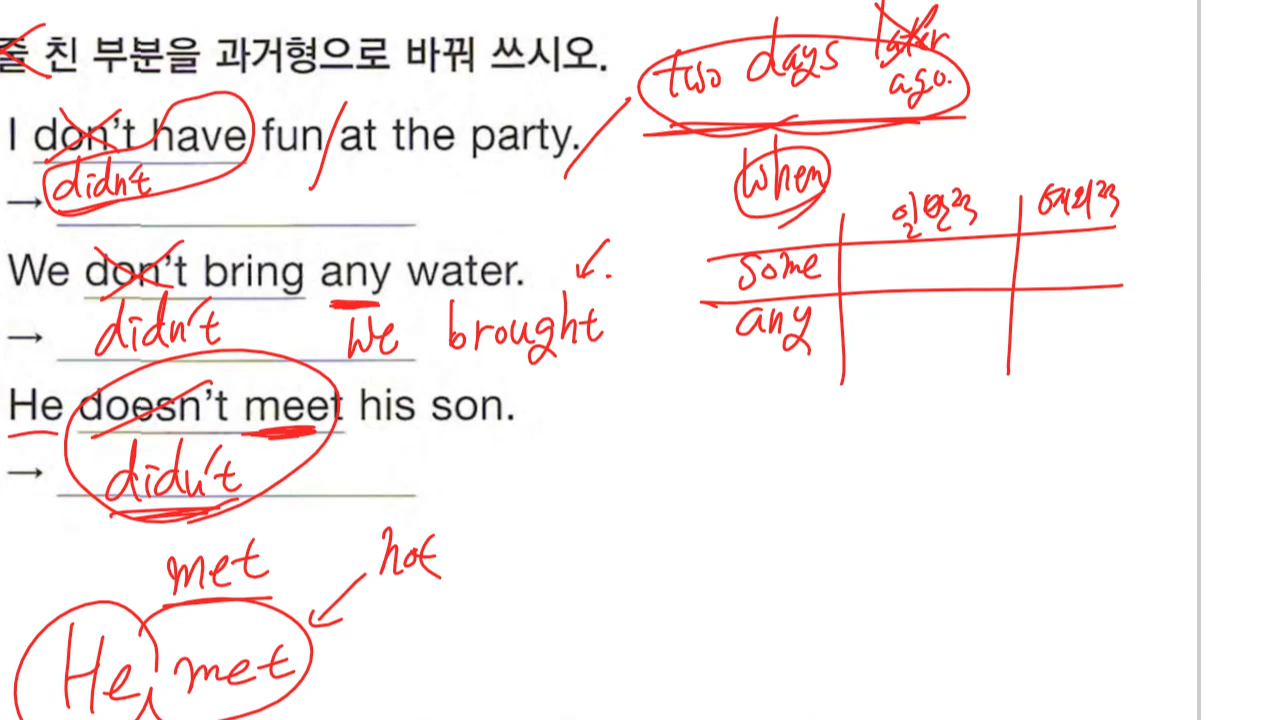 줄 친 부분을 과거형으로 바꿔 쓰시오.
two days later
ago.
I don't have fun at the party.
didn't
→
when
일반적 예외적
We don't bring any water.
some
→ didn't We brought
any
He doesn't meet his son.
→ didn't
met not
He met